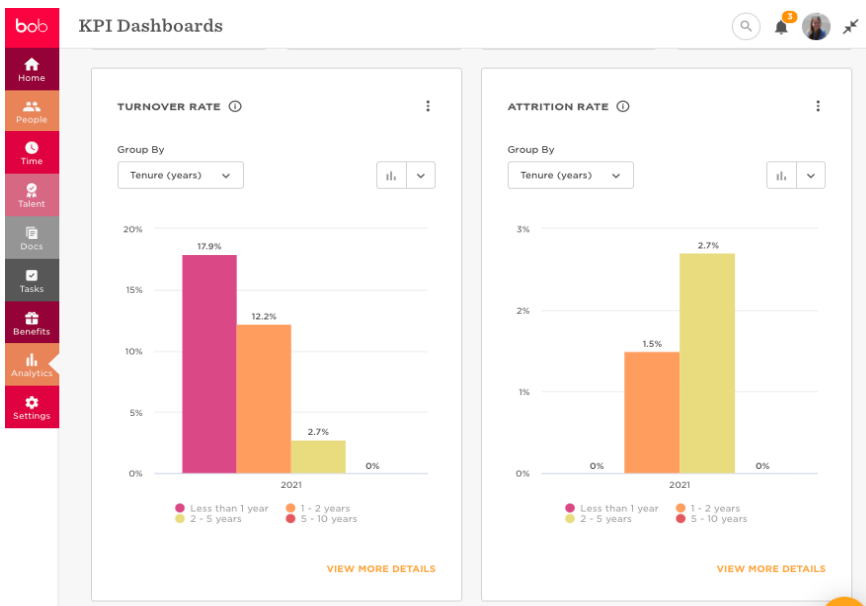 bob
KPI Dashboards
3
Home
People
Time
Talent
Docs
Tasks
Benefits
Analytics
Settings
TURNOVER RATE
Group By
Tenure (years)
20%
15%
10%
5%
0%
17.9%
12.2%
2.7%
0%
2021
Less than 1 year
1 - 2 years
2 - 5 years
5 - 10 years
VIEW MORE DETAILS
ATTRITION RATE
Group By
Tenure (years)
3%
2%
1%
0%
0%
1.5%
2.7%
0%
2021
Less than 1 year
1 - 2 years
2 - 5 years
5 - 10 years
VIEW MORE DETAILS